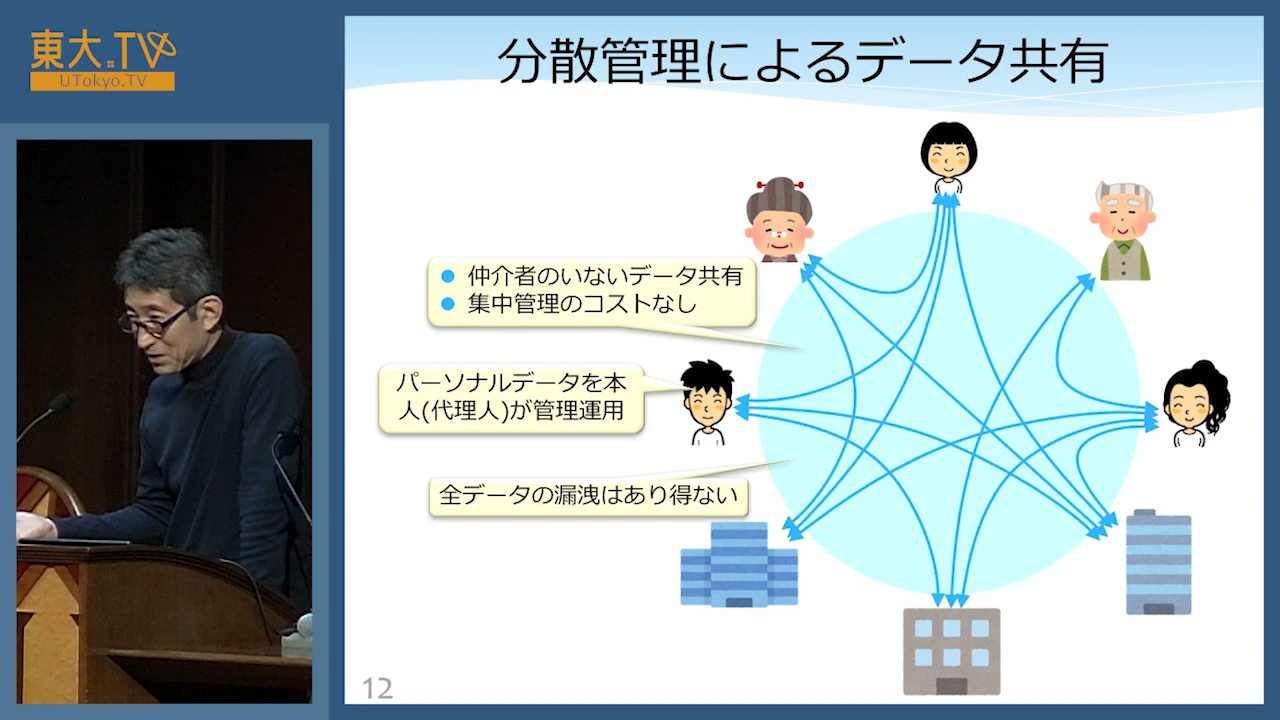 東大.TV
UTokyo.TV
分散管理によるデータ共有
仲介者のいないデータ共有
集中管理のコストなし
パーソナルデータを本
人(代理人)が管理運用
全データの漏洩はあり得ない
12